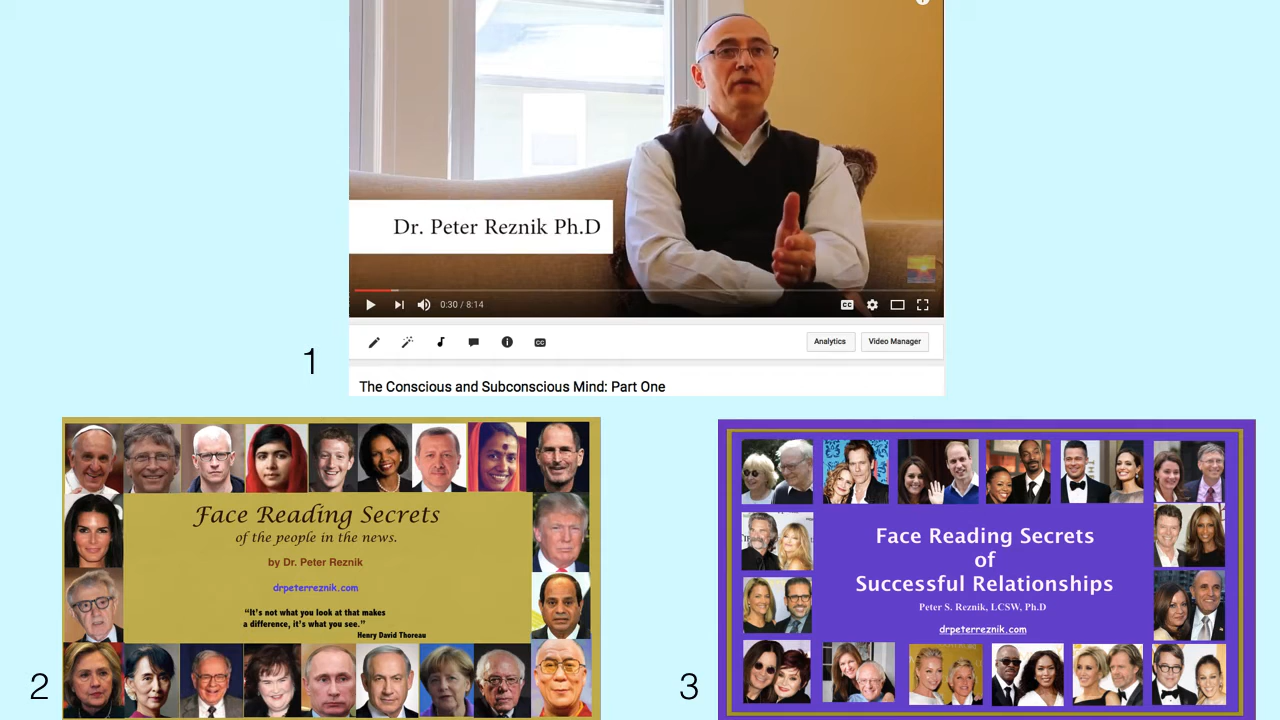 Dr. Peter Reznik Ph.D
0:30 / 8:14
CC
CC
Analytics
Video Manager
The Conscious and Subconscious Mind: Part One
1
Face Reading Secrets
of the people in the news.
by Dr. Peter Reznik
drpeterreznik.com
“It's not what you look at that makes
a difference, it's what you see.”
Henry David Thoreau
2
Face Reading Secrets
of
Successful Relationships
Peter S. Reznik, LCSW, Ph.D
drpeterreznik.com
3